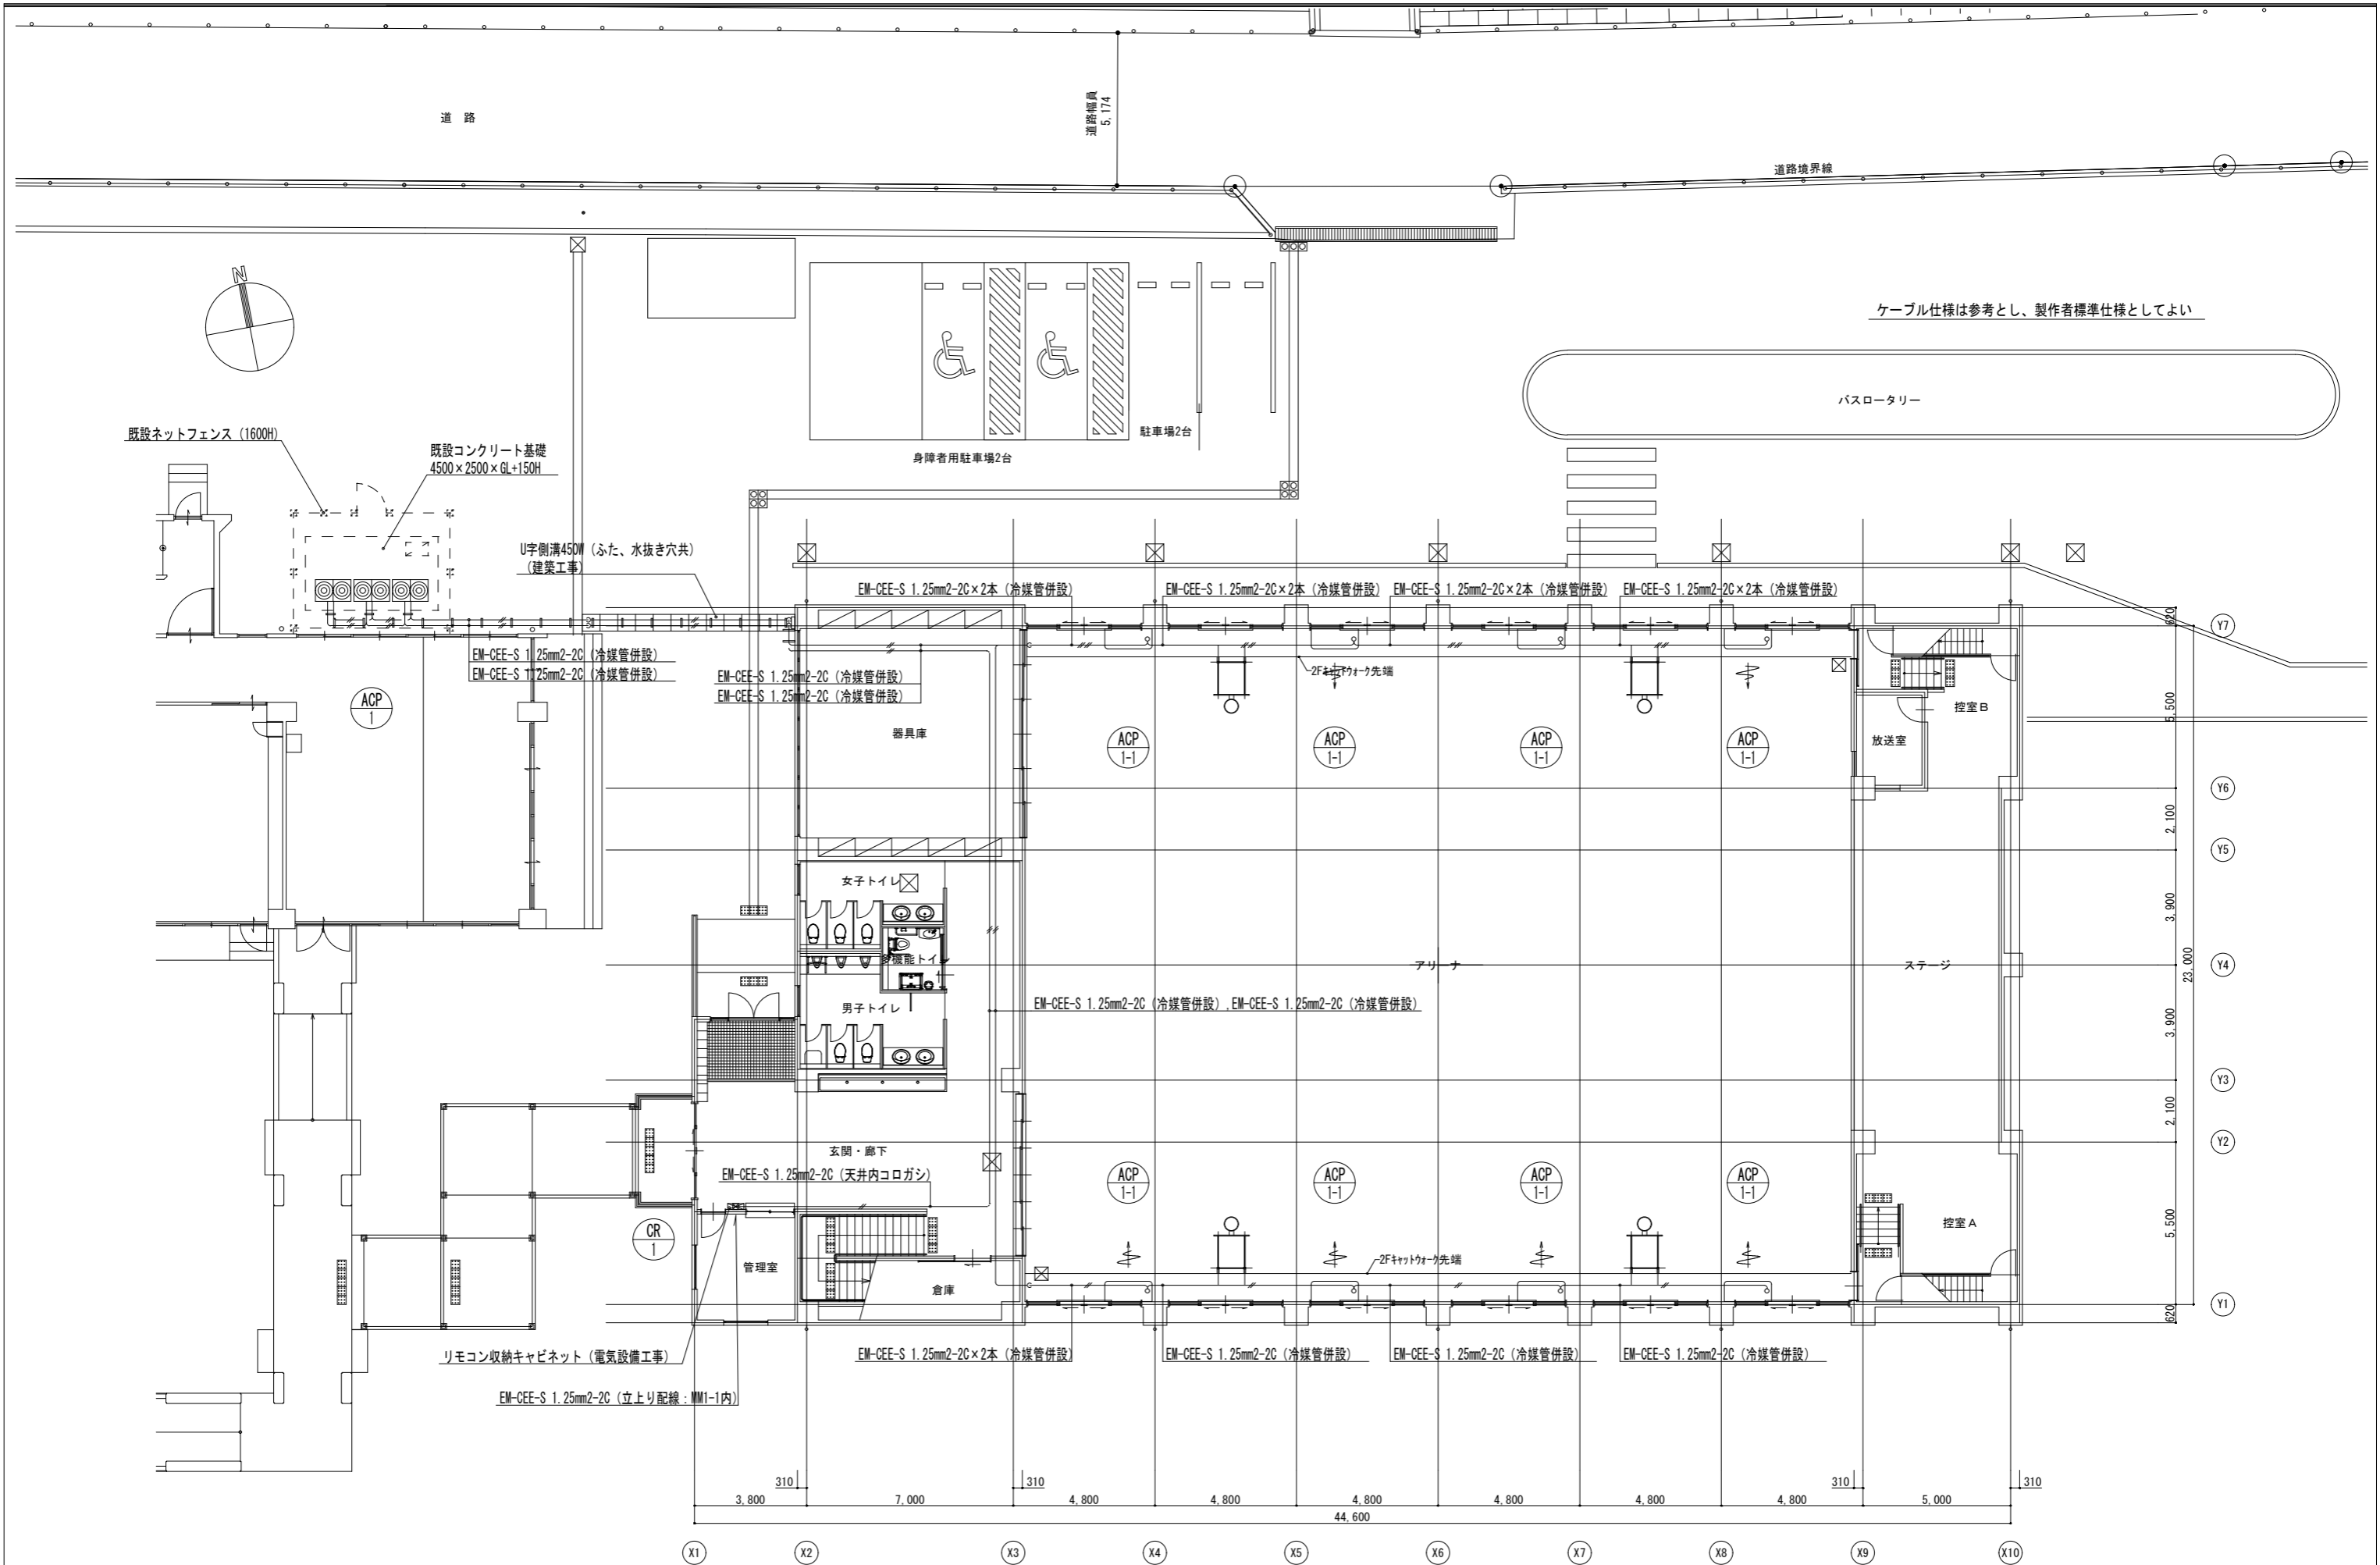 道 路
道路幅員
5,174
道路境界線
N
ケーブル仕様は参考とし、製作者標準仕様としてよい
バスロータリー
駐車場2台
身障者用駐車場2台
既設ネットフェンス (1600H)
既設コンクリート基礎
4500×2500×GL+150H
U字側溝450W (ふた、水抜き穴共)
(建築工事)
EM-CEE-S 1.25mm2-2C×2本 (冷媒管併設)
EM-CEE-S 1.25mm2-2C×2本 (冷媒管併設)
EM-CEE-S 1.25mm2-2C×2本 (冷媒管併設)
EM-CEE-S 1.25mm2-2C×2本 (冷媒管併設)
620
Y7
EM-CEE-S 1.25mm2-2C (冷媒管併設)
EM-CEE-S 1.25mm2-2C (冷媒管併設)
EM-CEE-S 1.25mm2-2C (冷媒管併設)
EM-CEE-S 1.25mm2-2C (冷媒管併設)
2Fキャットウォーク先端
ACP
1
器具庫
ACP
1-1
ACP
1-1
ACP
1-1
ACP
1-1
放送室
控室B
5,500
Y6
2,100
Y5
女子トイレ
3,900
多機能トイレ
アリーナ
ステージ
Y4
23,000
男子トイレ
EM-CEE-S 1.25mm2-2C (冷媒管併設),EM-CEE-S 1.25mm2-2C (冷媒管併設)
3,900
Y3
2,100
玄関・廊下
Y2
EM-CEE-S 1.25mm2-2C (天井内コロガシ)
ACP
1-1
ACP
1-1
ACP
1-1
ACP
1-1
控室A
5,500
CR
1
管理室
倉庫
2Fキャットウォーク先端
Y1
620
リモコン収納キャビネット (電気設備工事)
EM-CEE-S 1.25mm2-2C×2本 (冷媒管併設)
EM-CEE-S 1.25mm2-2C (冷媒管併設)
EM-CEE-S 1.25mm2-2C (冷媒管併設)
EM-CEE-S 1.25mm2-2C (冷媒管併設)
EM-CEE-S 1.25mm2-2C (立上り配線:MM1-1内)
310
310
310
310
3,800
7,000
4,800
4,800
4,800
4,800
4,800
4,800
5,000
44,600
X1
X2
X3
X4
X5
X6
X7
X8
X9
X10